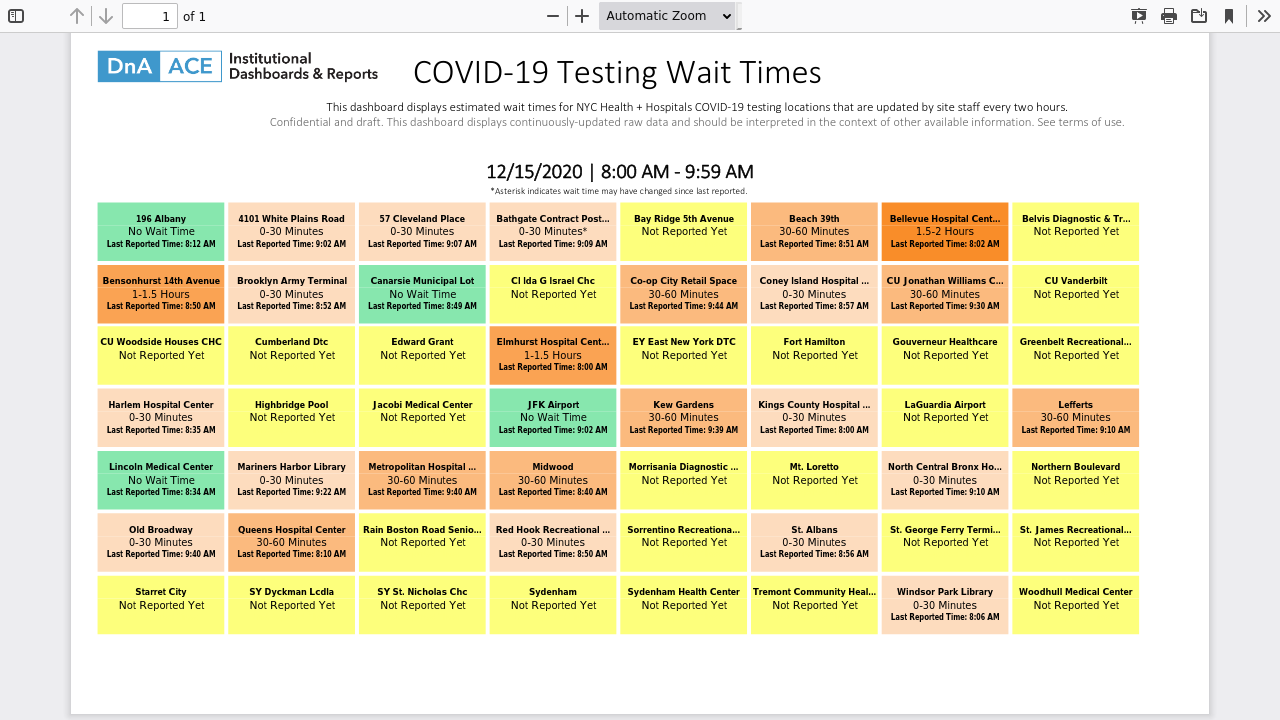 1 of 1 Automatic Zoom
DnA ACE Institutional
Dashboards & Reports
COVID-19 Testing Wait Times
This dashboard displays estimated wait times for NYC Health + Hospitals COVID-19 testing locations that are updated by site staff every two hours.
Confidential and draft. This dashboard displays continuously-updated raw data and should be interpreted in the context of other available information. See terms of use.
12/15/2020 | 8:00 AM - 9:59 AM
*Asterisk indicates wait time may have changed since last reported.
196 Albany
No Wait Time
Last Reported Time: 8:12 AM
4101 White Plains Road
0-30 Minutes
Last Reported Time: 9:02 AM
57 Cleveland Place
0-30 Minutes
Last Reported Time: 9:07 AM
Bathgate Contract Post...
0-30 Minutes*
Last Reported Time: 9:09 AM
Bay Ridge 5th Avenue
Not Reported Yet
Beach 39th
30-60 Minutes
Last Reported Time: 8:51 AM
Bellevue Hospital Cent...
1.5-2 Hours
Last Reported Time: 8:02 AM
Belvis Diagnostic & Tr...
Not Reported Yet
Bensonhurst 14th Avenue
1-1.5 Hours
Last Reported Time: 8:50 AM
Brooklyn Army Terminal
0-30 Minutes
Last Reported Time: 8:52 AM
Canarsie Municipal Lot
No Wait Time
Last Reported Time: 8:49 AM
Cl Ida G Israel Chc
Not Reported Yet
Co-op City Retail Space
30-60 Minutes
Last Reported Time: 9:44 AM
Coney Island Hospital ...
0-30 Minutes
Last Reported Time: 8:57 AM
CU Jonathan Williams C...
30-60 Minutes
Last Reported Time: 9:30 AM
CU Vanderbilt
Not Reported Yet
CU Woodside Houses CHC
Not Reported Yet
Cumberland Dtc
Not Reported Yet
Edward Grant
Not Reported Yet
Elmhurst Hospital Cent...
1-1.5 Hours
Last Reported Time: 8:00 AM
EY East New York DTC
Not Reported Yet
Fort Hamilton
Not Reported Yet
Gouverneur Healthcare
Not Reported Yet
Greenbelt Recreational...
Not Reported Yet
Harlem Hospital Center
0-30 Minutes
Last Reported Time: 8:35 AM
Highbridge Pool
Not Reported Yet
Jacobi Medical Center
Not Reported Yet
JFK Airport
No Wait Time
Last Reported Time: 9:02 AM
Kew Gardens
30-60 Minutes
Last Reported Time: 9:39 AM
Kings County Hospital ...
0-30 Minutes
Last Reported Time: 8:00 AM
LaGuardia Airport
Not Reported Yet
Lefferts
30-60 Minutes
Last Reported Time: 9:10 AM
Lincoln Medical Center
No Wait Time
Last Reported Time: 8:34 AM
Mariners Harbor Library
0-30 Minutes
Last Reported Time: 9:22 AM
Metropolitan Hospital ...
30-60 Minutes
Last Reported Time: 9:40 AM
Midwood
30-60 Minutes
Last Reported Time: 8:40 AM
Morrisania Diagnostic ...
Not Reported Yet
Mt. Loretto
Not Reported Yet
North Central Bronx Ho...
0-30 Minutes
Last Reported Time: 9:10 AM
Northern Boulevard
Not Reported Yet
Old Broadway
0-30 Minutes
Last Reported Time: 9:40 AM
Queens Hospital Center
30-60 Minutes
Last Reported Time: 8:10 AM
Rain Boston Road Senio...
Not Reported Yet
Red Hook Recreational ...
0-30 Minutes
Last Reported Time: 8:50 AM
Sorrentino Recreationa...
Not Reported Yet
St. Albans
0-30 Minutes
Last Reported Time: 8:56 AM
St. George Ferry Termi...
Not Reported Yet
St. James Recreational...
Not Reported Yet
Starret City
Not Reported Yet
SY Dyckman Lcdla
Not Reported Yet
SY St. Nicholas Chc
Not Reported Yet
Sydenham
Not Reported Yet
Sydenham Health Center
Not Reported Yet
Tremont Community Heal...
Not Reported Yet
Windsor Park Library
0-30 Minutes
Last Reported Time: 8:06 AM
Woodhull Medical Center
Not Reported Yet